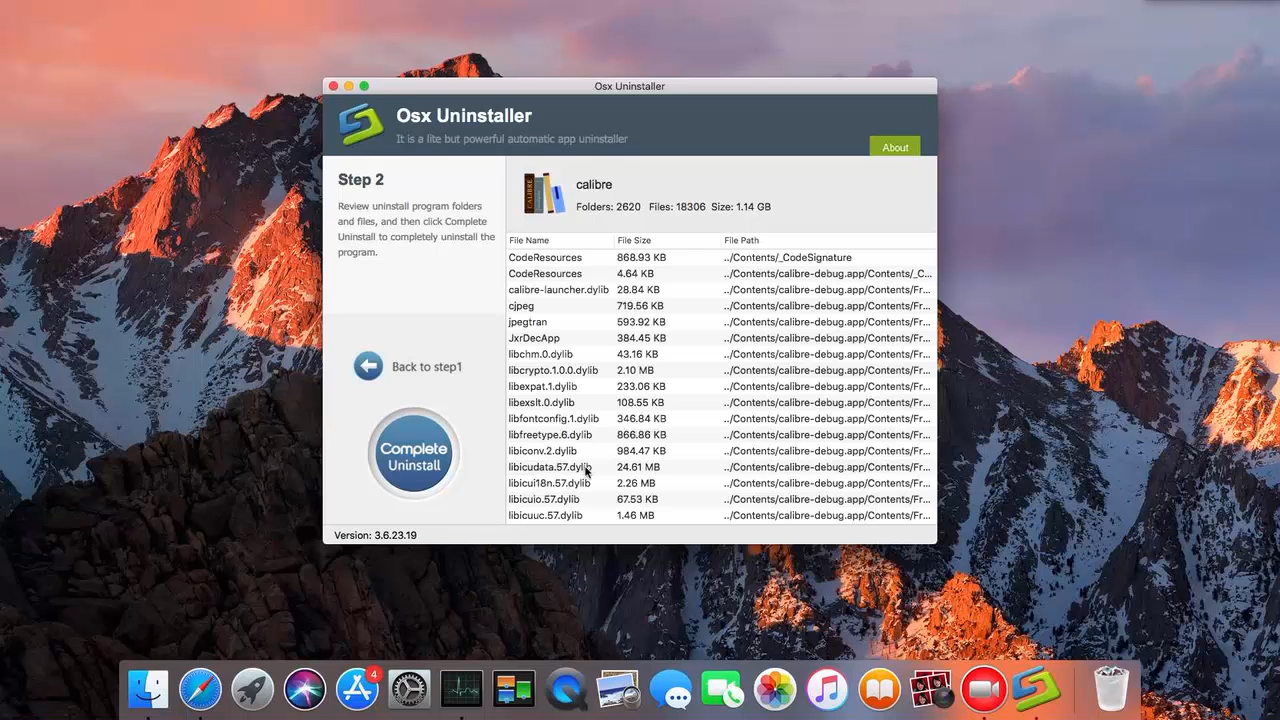 Osx Uninstaller
Osx Uninstaller
It is a lite but powerful automatic app uninstaller
About
Step 2
Review uninstall program folders
and files, and then click Complete
Uninstall to completely uninstall the
program.
Back to step1
Complete
Uninstall
CALIBRE
calibre
Folders: 2620 Files: 18306 Size: 1.14 GB
File Name File Size File Path
CodeResources 868.93 KB ../Contents/_CodeSignature
CodeResources 4.64 KB ../Contents/calibre-debug.app/Contents/_C...
calibre-launcher.dylib 28.84 KB ../Contents/calibre-debug.app/Contents/Fr...
cjpeg 719.56 KB ../Contents/calibre-debug.app/Contents/Fr...
jpegtran 593.92 KB ../Contents/calibre-debug.app/Contents/Fr...
JxrDecApp 384.45 KB ../Contents/calibre-debug.app/Contents/Fr...
libchm.0.dylib 43.16 KB ../Contents/calibre-debug.app/Contents/Fr...
libcrypto.1.0.0.dylib 2.10 MB ../Contents/calibre-debug.app/Contents/Fr...
libexpat.1.dylib 233.06 KB ../Contents/calibre-debug.app/Contents/Fr...
libexslt.0.dylib 108.55 KB ../Contents/calibre-debug.app/Contents/Fr...
libfontconfig.1.dylib 346.84 KB ../Contents/calibre-debug.app/Contents/Fr...
libfreetype.6.dylib 866.86 KB ../Contents/calibre-debug.app/Contents/Fr...
libiconv.2.dylib 984.47 KB ../Contents/calibre-debug.app/Contents/Fr...
libicudata.57.dylib 24.61 MB ../Contents/calibre-debug.app/Contents/Fr...
libicui18n.57.dylib 2.26 MB ../Contents/calibre-debug.app/Contents/Fr...
libicuio.57.dylib 67.53 KB ../Contents/calibre-debug.app/Contents/Fr...
libicuuc.57.dylib 1.46 MB ../Contents/calibre-debug.app/Contents/Fr...
Version: 3.6.23.19
4